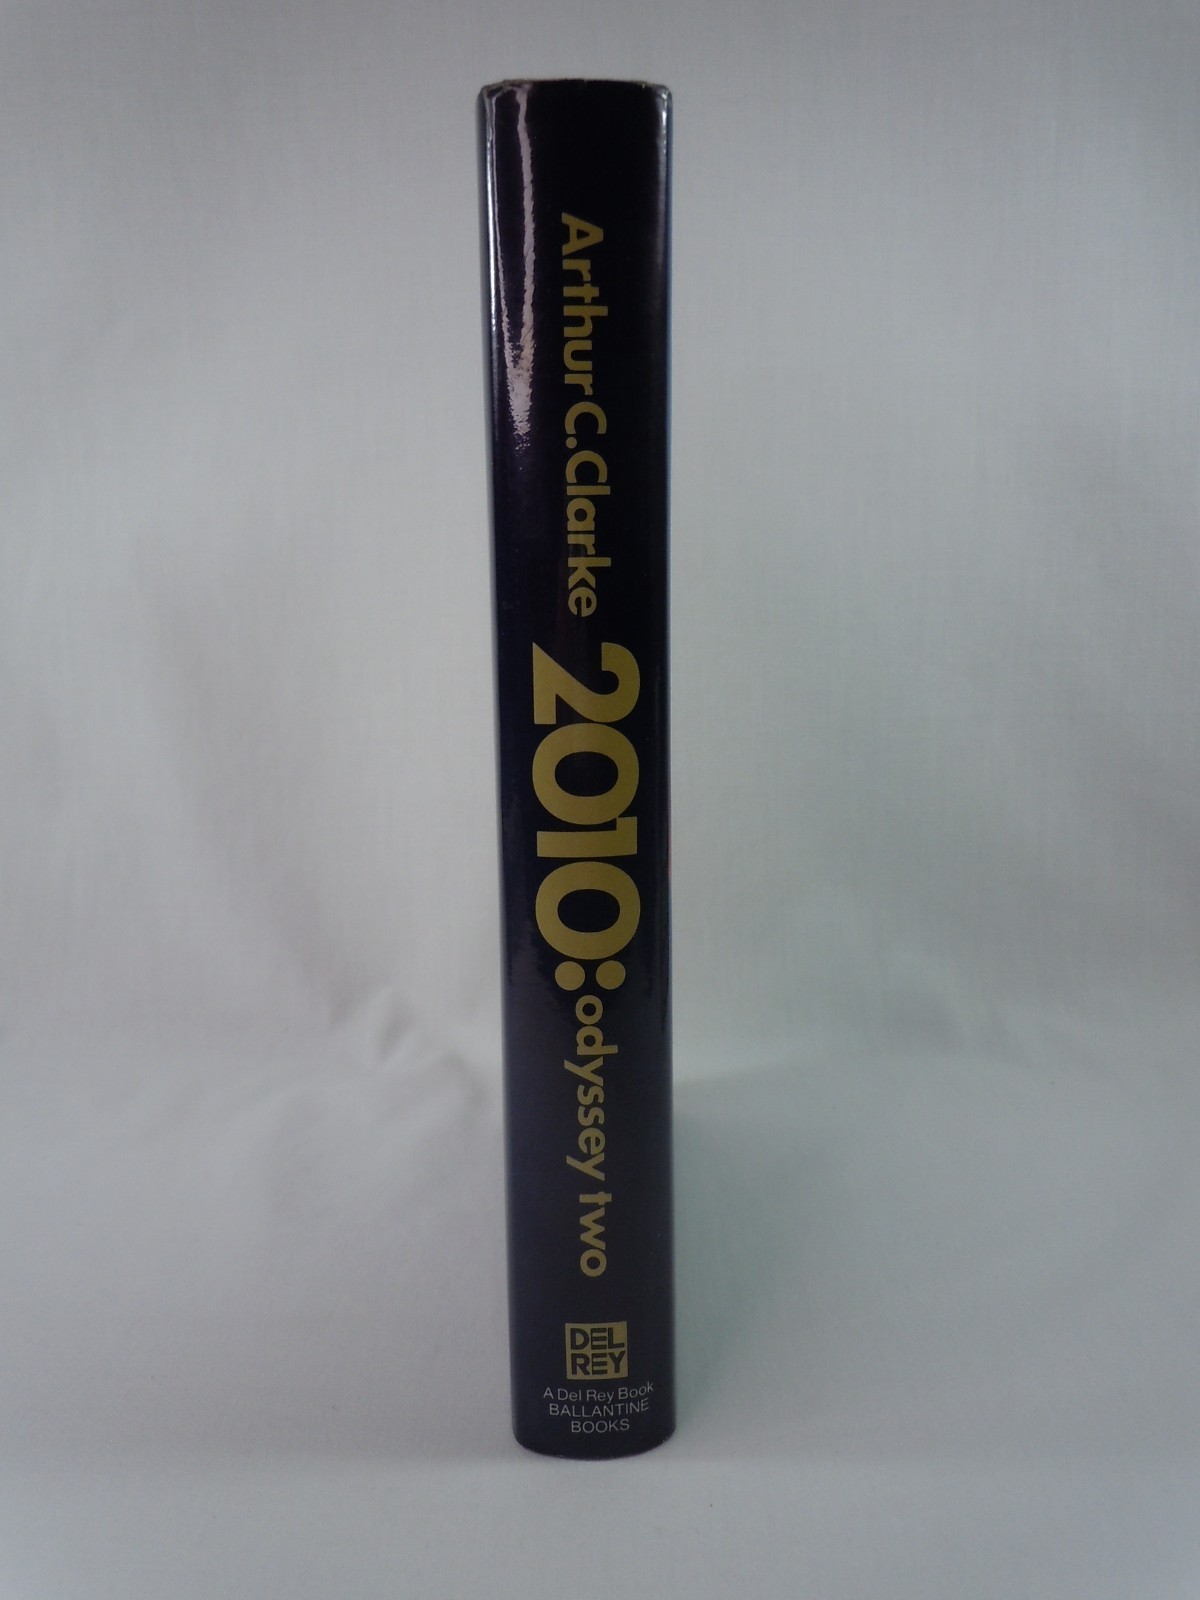 Arthur C. Clarke
2010: odyssey two
DEL
REY
A Del Rey Book
BALLANTINE
BOOKS